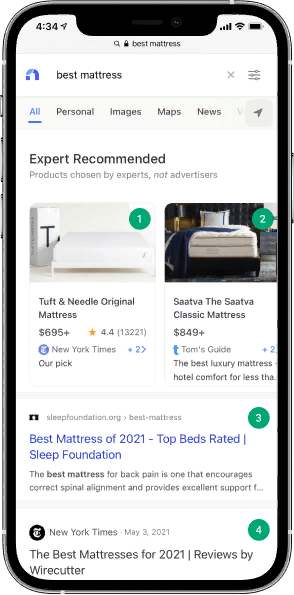 4:34
best mattress
best mattress
All Personal Images Maps News
Expert Recommended
Products chosen by experts, not advertisers
1
2
Tuft & Needle Original
Mattress
$695+ 4.4 (13221)
New York Times + 2
Our pick
Saatva The Saatva
Classic Mattress
$849+
Tom's Guide + 2
The best luxury mattress -
hotel comfort for less tha...
3
sleepfoundation.org › best-mattress
Best Mattress of 2021 - Top Beds Rated |
Sleep Foundation
The best mattress for back pain is one that encourages
correct spinal alignment and provides excellent support f...
4
New York Times · May 3, 2021
The Best Mattresses for 2021 | Reviews by
Wirecutter